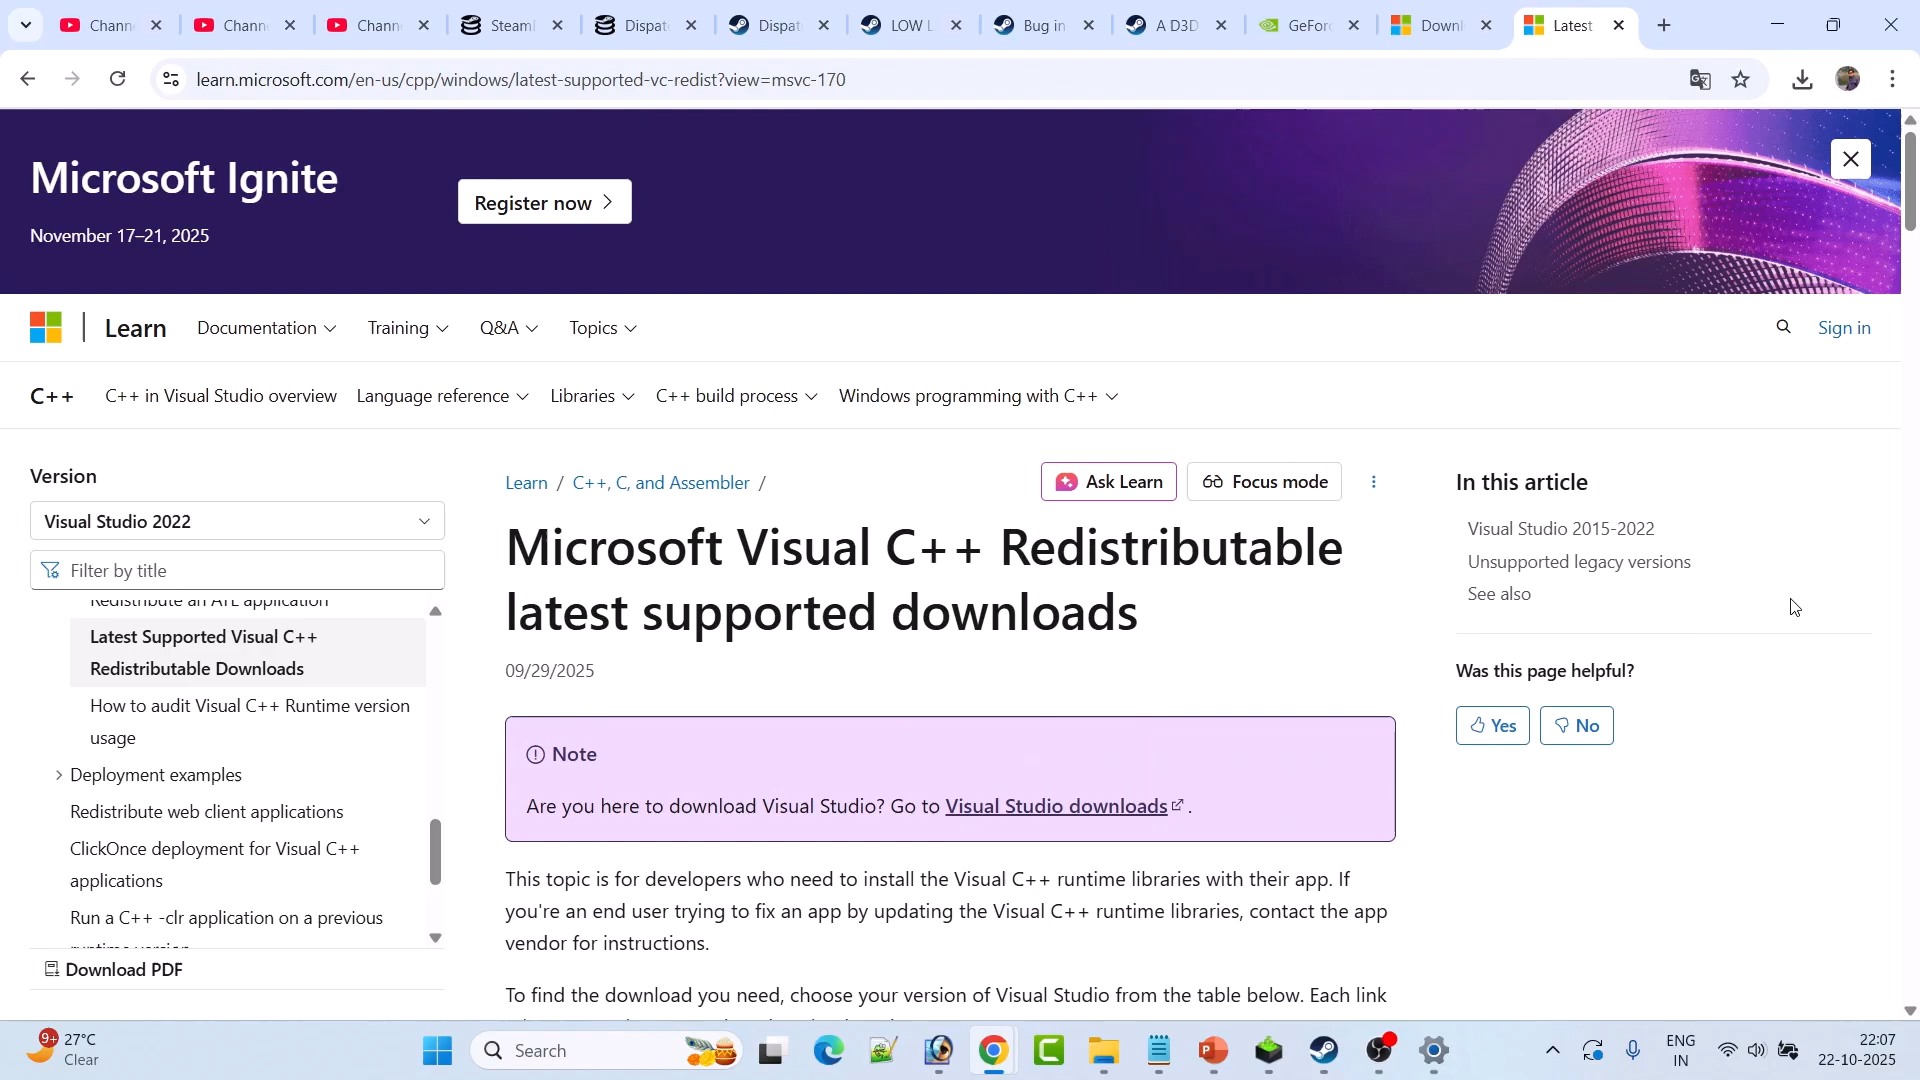 Chann
Chann
Chann
Steaml
Dispat
Dispat
LOW L
Bug in
A D3D
GeForc
Downl
Latest
learn.microsoft.com/en-us/cpp/windows/latest-supported-vc-redist?view=msvc-170
Microsoft Ignite
November 17–21, 2025
Register now
Learn
Documentation
Training
Q&A
Topics
Sign in
C++
C++ in Visual Studio overview
Language reference
Libraries
C++ build process
Windows programming with C++
Version
Visual Studio 2022
Filter by title
Redistribute an ATL application
Latest Supported Visual C++
Redistributable Downloads
How to audit Visual C++ Runtime version
usage
Deployment examples
Redistribute web client applications
ClickOnce deployment for Visual C++
applications
Run a C++ -clr application on a previous
runtime version
Download PDF
Learn / C++, C, and Assembler /
Ask Learn
Focus mode
Microsoft Visual C++ Redistributable
latest supported downloads
09/29/2025
Note
Are you here to download Visual Studio? Go to Visual Studio downloads .
This topic is for developers who need to install the Visual C++ runtime libraries with their app. If
you're an end user trying to fix an app by updating the Visual C++ runtime libraries, contact the app
vendor for instructions.
To find the download you need, choose your version of Visual Studio from the table below. Each link
In this article
Visual Studio 2015-2022
Unsupported legacy versions
See also
Was this page helpful?
Yes
No
9+
27°C
Clear
Search
ENG
IN
22:07
22-10-2025